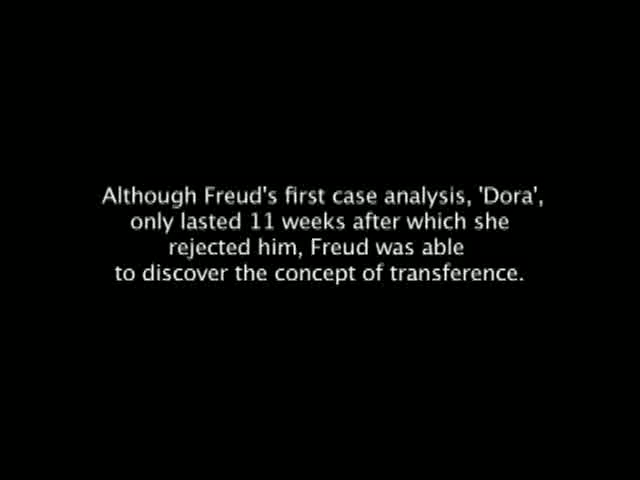 Although Freud's first case analysis, 'Dora',
only lasted 11 weeks after which she
rejected him, Freud was able
to discover the concept of transference.